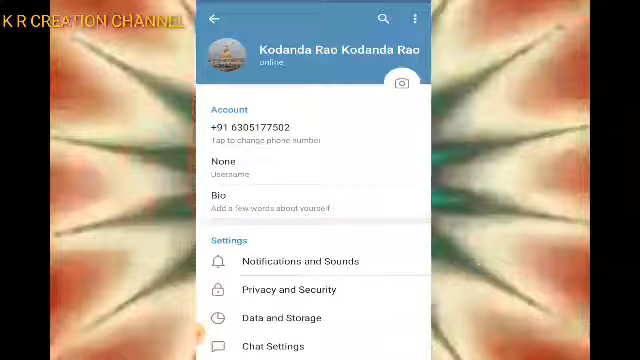 K R CREATION CHANNEL
Kodanda Rao Kodanda Rao
online
Account
+91 6305177502
Tap to change phone number
None
Username
Bio
Add a few words about yourself
Settings
Notifications and Sounds
Privacy and Security
Data and Storage
Chat Settings